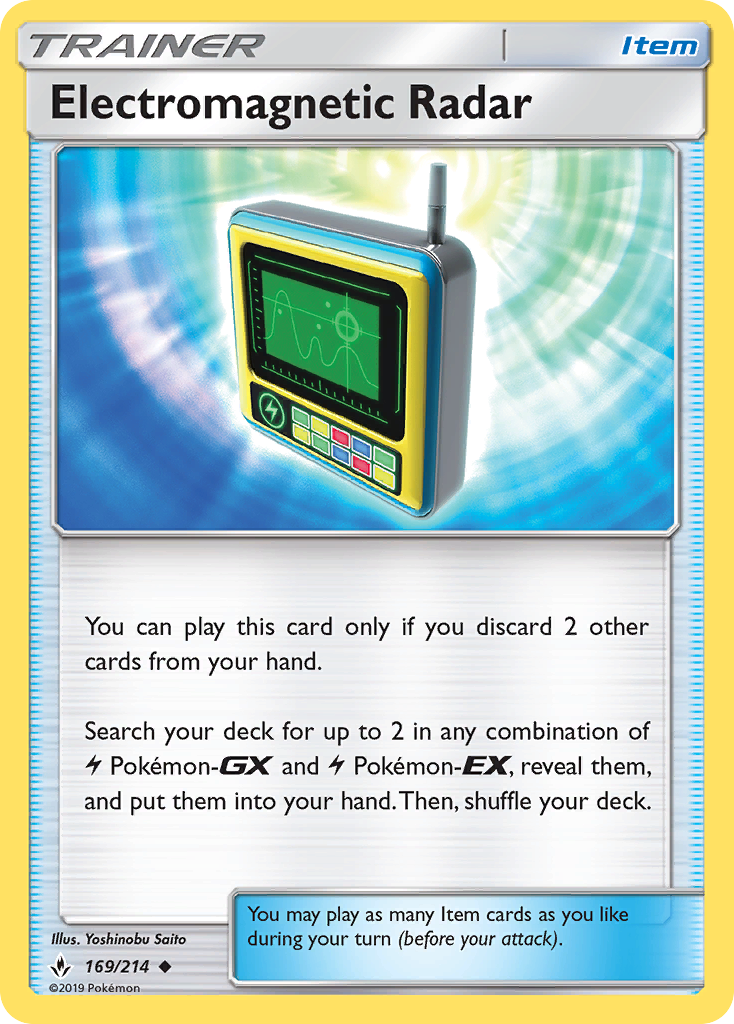 TRAINER
Item
Electromagnetic Radar
You can play this card only if you discard 2 other
cards from your hand.
Search your deck for up to 2 in any combination of
Pokémon-GX and Pokémon-EX, reveal them,
and put them into your hand. Then, shuffle your deck.
You may play as many Item cards as you like
during your turn (before your attack).
Illus. Yoshinobu Saito
169/214
©2019 Pokémon